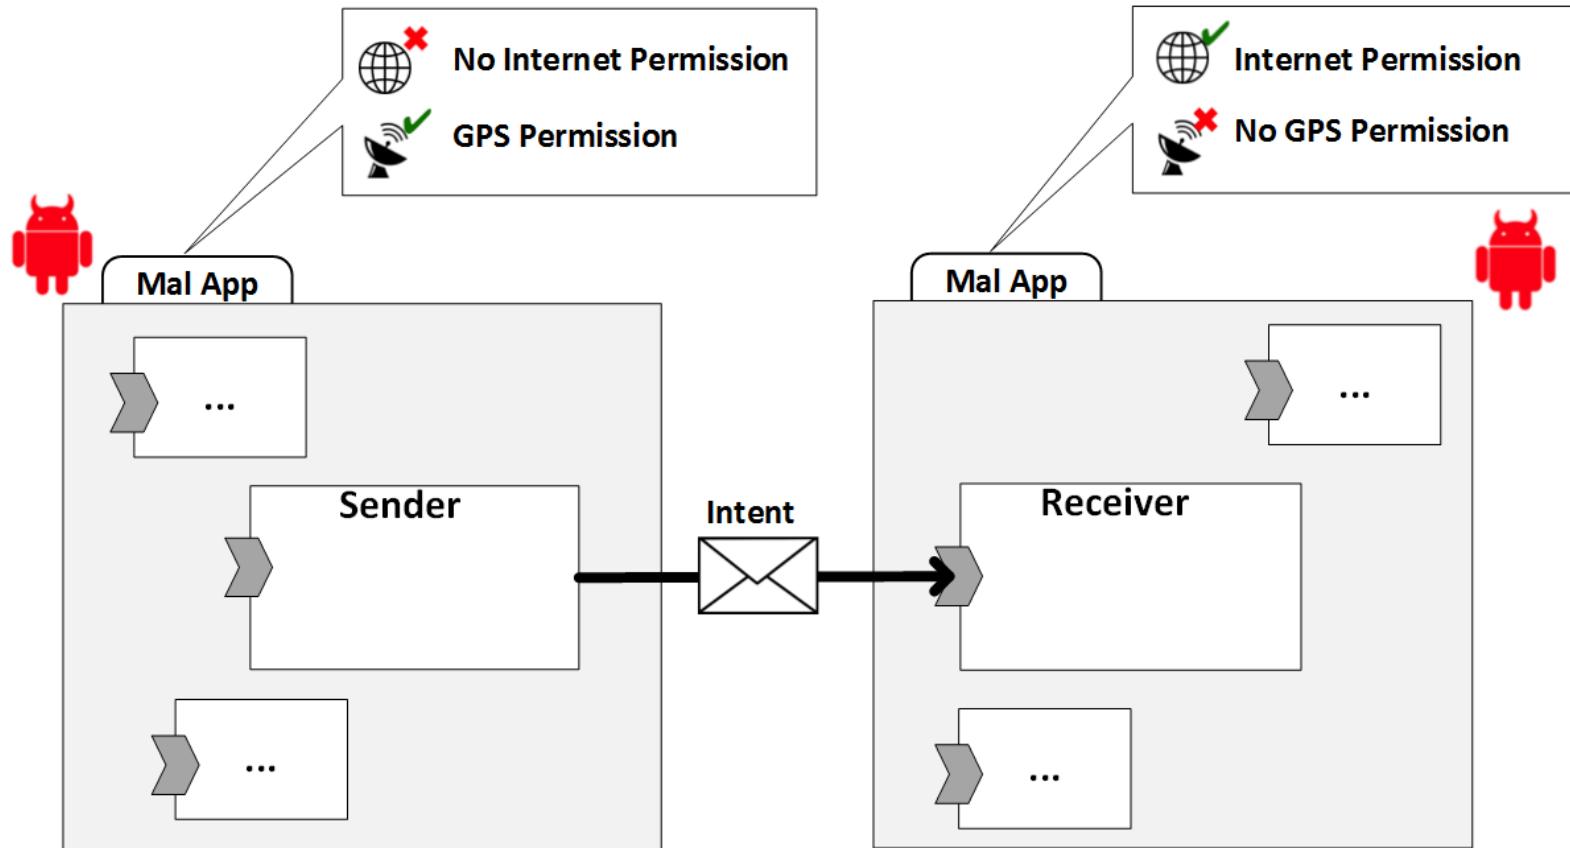 No Internet Permission
GPS Permission
Internet Permission
No GPS Permission
Mal App
Mal App
...
...
Sender
Intent
Receiver
...
...